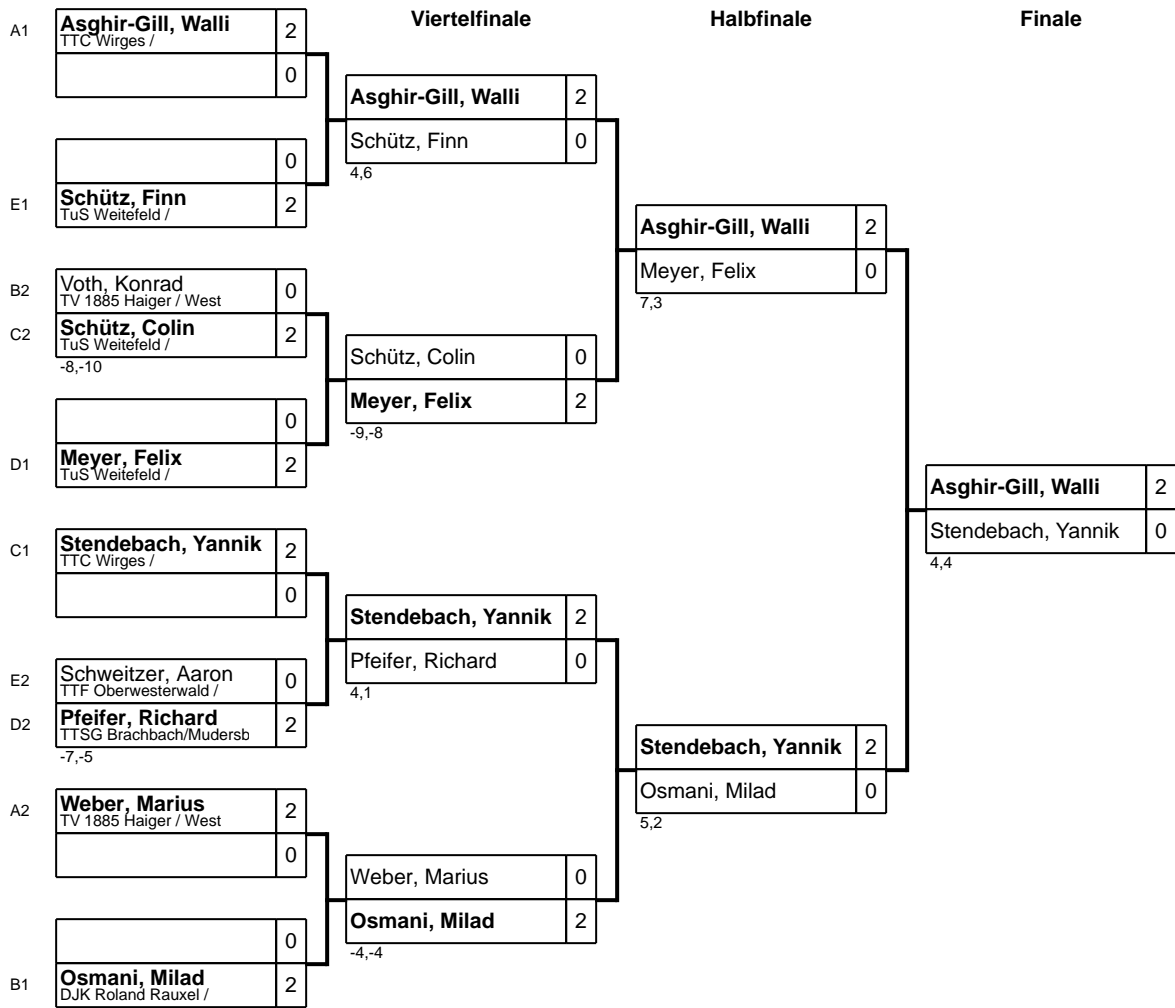 Viertelfinale
Halbfinale
Finale
A1
Asghir-Gill, Walli
TTC Wirges /
2
0
0
E1
Schütz, Finn
TuS Weitefeld /
2
B2
Voth, Konrad
TV 1885 Haiger / West
0
C2
Schütz, Colin
TuS Weitefeld /
2
-8,-10
0
D1
Meyer, Felix
TuS Weitefeld /
2
C1
Stendebach, Yannik
TTC Wirges /
2
0
E2
Schweitzer, Aaron
TTF Oberwesterwald /
0
D2
Pfeifer, Richard
TTSG Brachbach/Mudersb
2
-7,-5
A2
Weber, Marius
TV 1885 Haiger / West
2
0
0
B1
Osmani, Milad
DJK Roland Rauxel /
2
Asghir-Gill, Walli
2
Schütz, Finn
0
4,6
Schütz, Colin
0
Meyer, Felix
2
-9,-8
Stendebach, Yannik
2
Pfeifer, Richard
0
4,1
Weber, Marius
0
Osmani, Milad
2
-4,-4
Asghir-Gill, Walli
2
Meyer, Felix
0
7,3
Stendebach, Yannik
2
Osmani, Milad
0
5,2
Asghir-Gill, Walli
2
Stendebach, Yannik
0
4,4